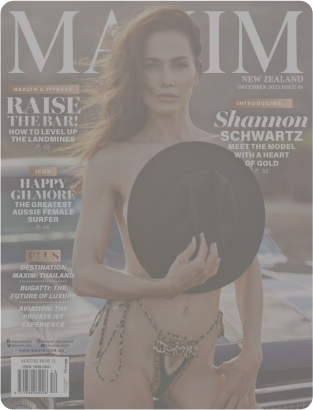 MAXIM
NEW ZEALAND
DECEMBER 2023 ISSUE 30
HEALTH & FITNESS
RAISE
THE BAR!
HOW TO LEVEL UP
THE LANDMINES
INTRODUCING...
Shannon
SCHWARTZ
MEET THE MODEL
WITH A HEART
OF GOLD
ICON
HAPPY
GILMORE
THE GREATEST
AUSSIE FEMALE
SURFER
PLUS
DESTINATION
MAXIM: THAILAND
BUGATTI: THE
FUTURE OF LUXURY
AVIATION: THE
PRIVATE JET
EXPERIENCE